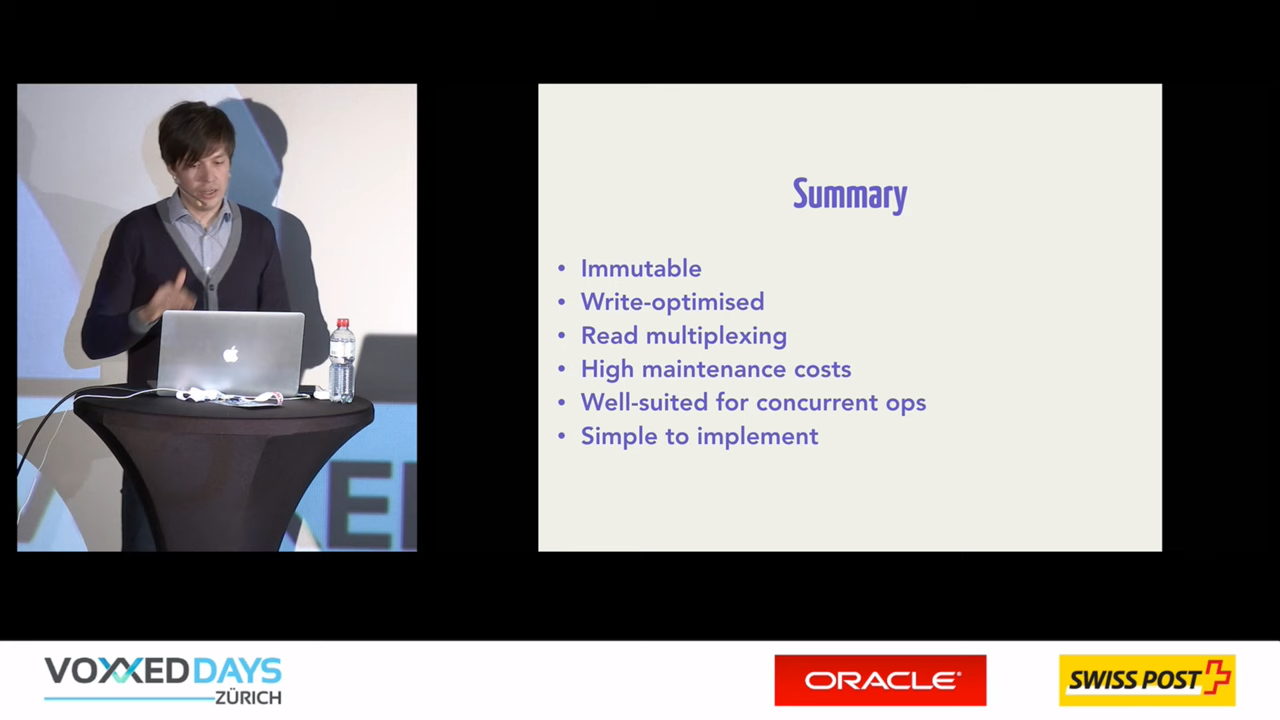 Summary
• Immutable
• Write-optimised
• Read multiplexing
• High maintenance costs
• Well-suited for concurrent ops
• Simple to implement
VOXXED DAYS
ZÜRICH
ORACLE®
SWISS POST